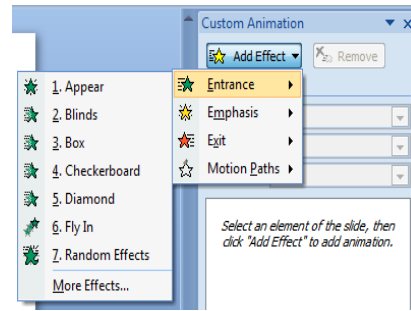 Custom Animation
Add Effect
Remove
1. Appear
2. Blinds
3. Box
4. Checkerboard
5. Diamond
6. Fly In
7. Random Effects
More Effects...
Entrance
Emphasis
Exit
Motion Paths
Select an element of the slide, then
click "Add Effect" to add animation.